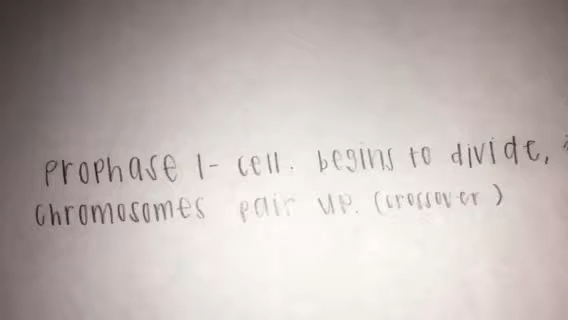 prophase 1- cell. begins to divide,
chromosomes pair up. (crossover)